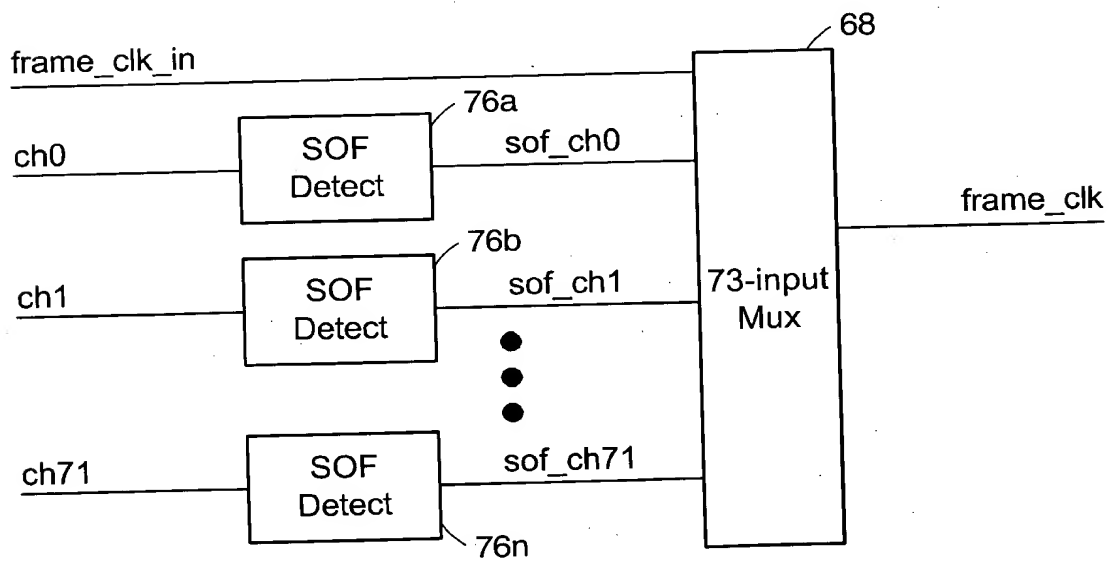 68
frame_clk_in
76a
ch0
SOF
Detect
sof_ch0
frame_clk
76b
ch1
SOF
Detect
sof_ch1
73-input
Mux
ch71
SOF
Detect
sof_ch71
76n